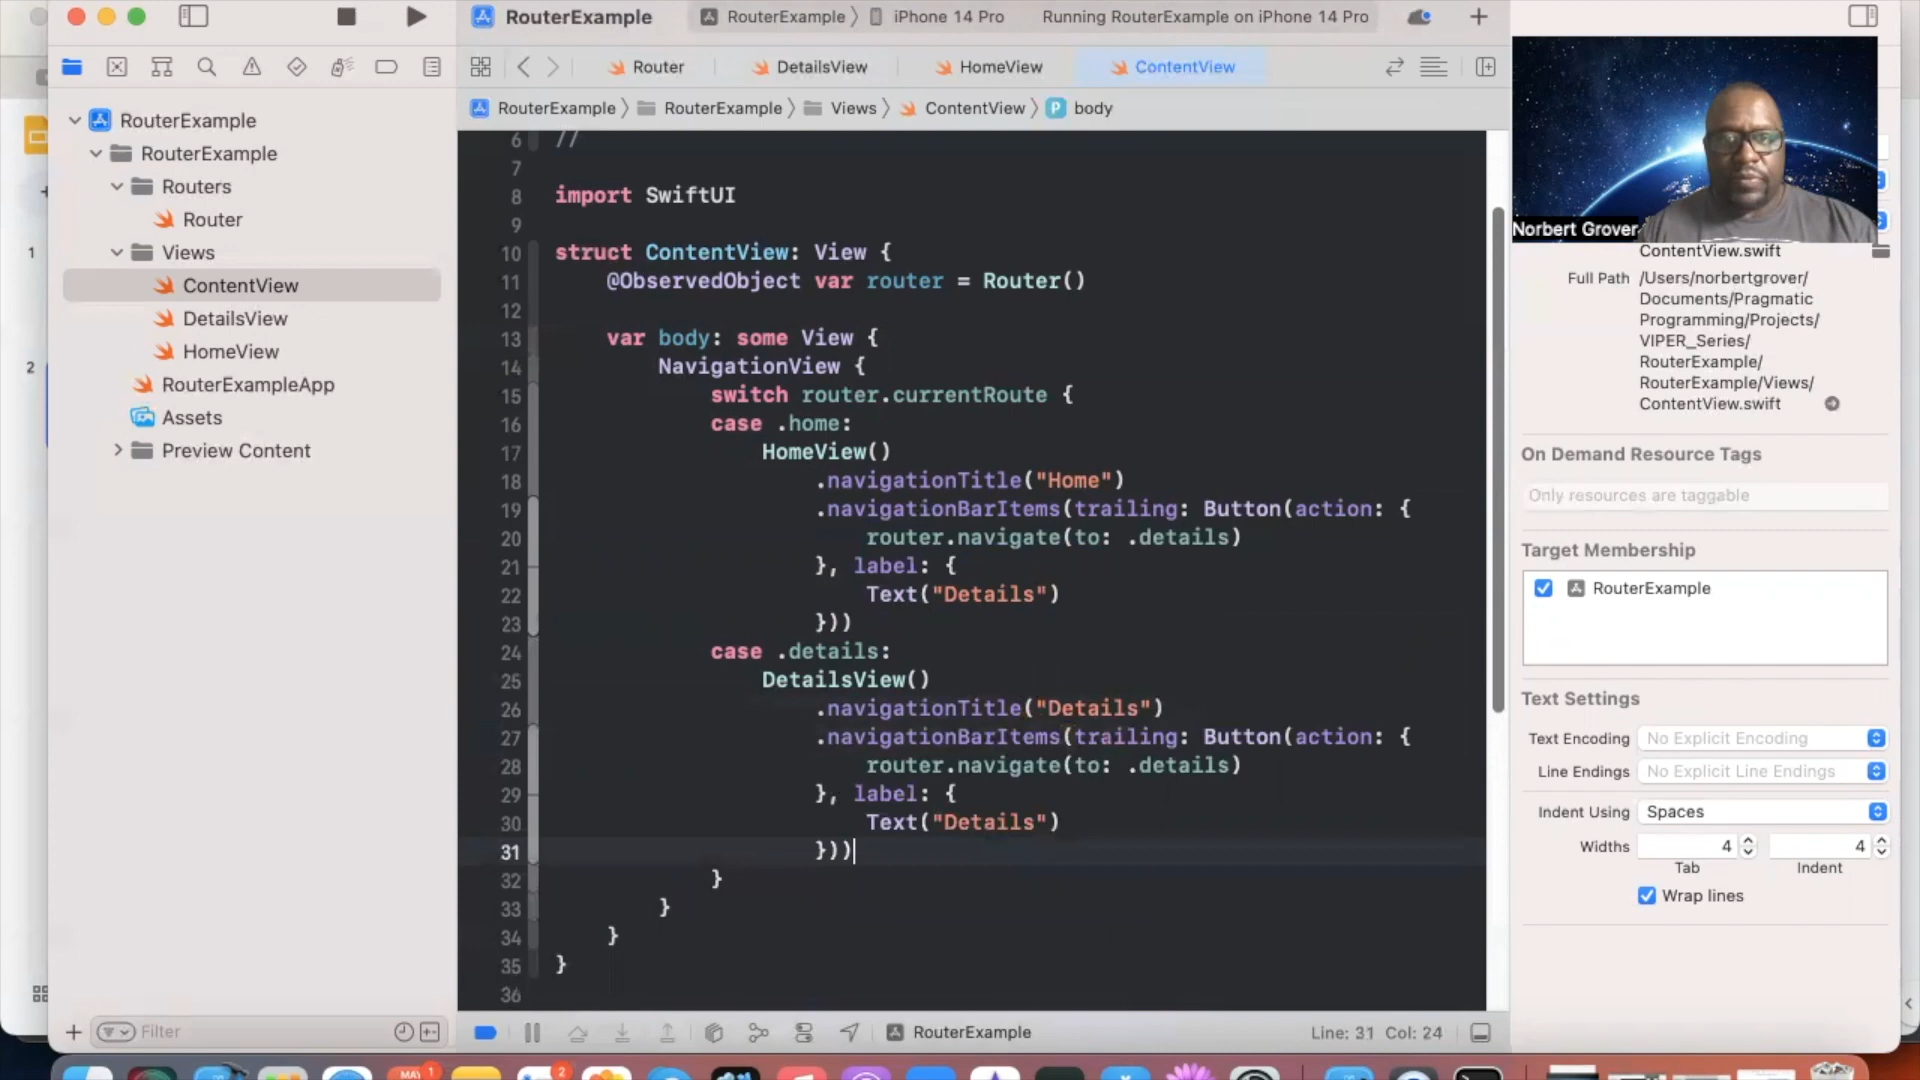 RouterExample
RouterExample
iPhone 14 Pro
Running RouterExample on iPhone 14 Pro
Router
DetailsView
HomeView
ContentView
RouterExample
RouterExample
Views
ContentView
P
body
RouterExample
RouterExample
Routers
Router
Views
ContentView
DetailsView
HomeView
RouterExampleApp
Assets
Preview Content
1
2
6 //
7
8 import SwiftUI
9
10 struct ContentView: View {
11 @ObservedObject var router = Router()
12
13 var body: some View {
14 NavigationView {
15 switch router.currentRoute {
16 case .home:
17 HomeView()
18 .navigationTitle("Home")
19 .navigationBarItems(trailing: Button(action: {
20 router.navigate(to: .details)
21 }, label: {
22 Text("Details")
23 }))
24 case .details:
25 DetailsView()
26 .navigationTitle("Details")
27 .navigationBarItems(trailing: Button(action: {
28 router.navigate(to: .details)
29 }, label: {
30 Text("Details")
31 }))
32 }
33 }
34 }
35 }
36
Norbert Grover
ContentView.swift
Full Path /Users/norbertgrover/
Documents/Pragmatic
Programming/Projects/
VIPER_Series/
RouterExample/
RouterExample/Views/
ContentView.swift
On Demand Resource Tags
Only resources are taggable
Target Membership
RouterExample
Text Settings
Text Encoding No Explicit Encoding
Line Endings No Explicit Line Endings
Indent Using Spaces
Widths 4 4
Tab Indent
Wrap lines
Filter
RouterExample
Line: 31 Col: 24
MAY 1
2